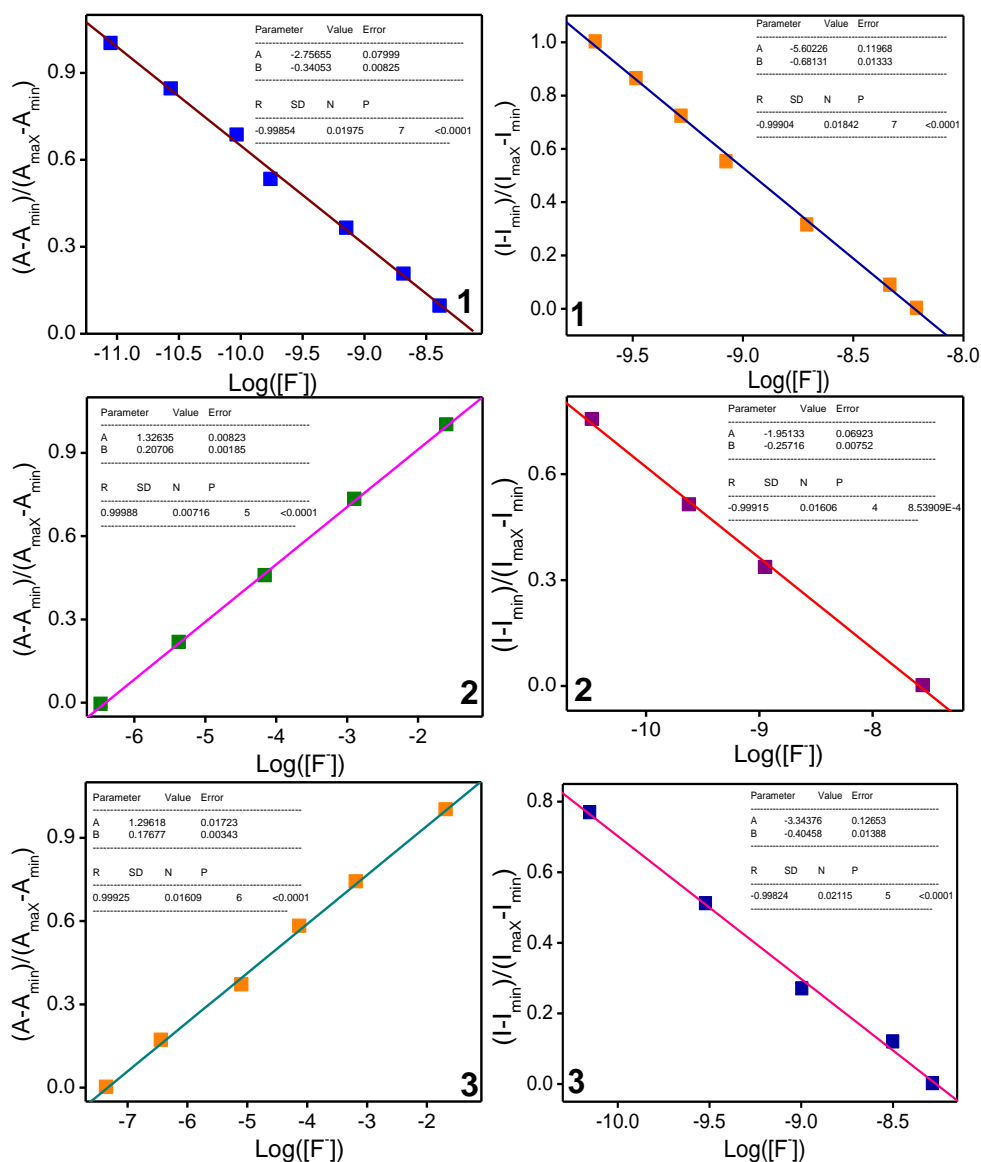 (A-A_min)/(A_maX-A_min)
0.9
0.6
0.3
0.0
Parameter Value Error
------------------------------------------------------------
A -2.75655 0.07999
B -0.34053 0.00825
------------------------------------------------------------
R SD N P
------------------------------------------------------------
-0.99854 0.01975 7 <0.0001
------------------------------------------------------------
1
-11.0 -10.5 -10.0 -9.5 -9.0 -8.5
Log([F⁻])
(I-I_min)/(I_maX-I_min)
1.0
0.8
0.6
0.4
0.2
0.0
Parameter Value Error
------------------------------------------------------------
A -5.60226 0.11968
B -0.68131 0.01333
------------------------------------------------------------
R SD N P
------------------------------------------------------------
-0.99904 0.01842 7 <0.0001
------------------------------------------------------------
1
-9.5 -9.0 -8.5 -8.0
Log([F⁻])
(A-A_min)/(A_maX-A_min)
0.9
0.6
0.3
0.0
Parameter Value Error
------------------------------------------------------------
A 1.32635 0.00823
B 0.20706 0.00185
------------------------------------------------------------
R SD N P
------------------------------------------------------------
0.99988 0.00716 5 <0.0001
------------------------------------------------------------
2
-6 -5 -4 -3 -2
Log([F⁻])
(I-I_min)/(I_maX-I_min)
0.6
0.3
0.0
Parameter Value Error
------------------------------------------------------------
A -1.95133 0.06923
B -0.25716 0.00752
------------------------------------------------------------
R SD N P
------------------------------------------------------------
-0.99915 0.01606 4 8.53909E-4
------------------------------------------------------------
2
-10 -9 -8
Log([F⁻])
(A-A_min)/(A_maX-A_min)
0.9
0.6
0.3
0.0
Parameter Value Error
------------------------------------------------------------
A 1.29618 0.01723
B 0.17677 0.00343
------------------------------------------------------------
R SD N P
------------------------------------------------------------
0.99925 0.01609 6 <0.0001
------------------------------------------------------------
3
-7 -6 -5 -4 -3 -2
Log([F⁻])
(I-I_min)/(I_maX-I_min)
0.8
0.6
0.4
0.2
0.0
Parameter Value Error
------------------------------------------------------------
A -3.34376 0.12653
B -0.40458 0.01388
------------------------------------------------------------
R SD N P
------------------------------------------------------------
-0.99824 0.02115 5 <0.0001
------------------------------------------------------------
3
-10.0 -9.5 -9.0 -8.5
Log([F⁻])